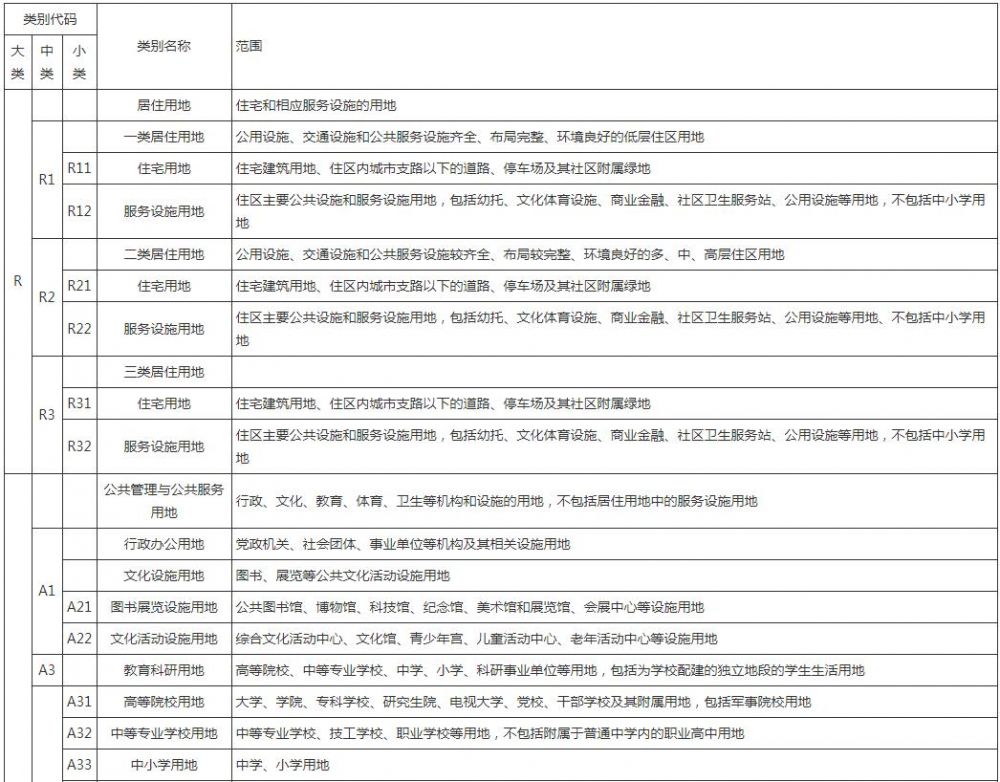 类别代码
类别名称
范围
大
类
中
类
小
类
R
居住用地
住宅和相应服务设施的用地
R1
一类居住用地
公用设施、交通设施和公共服务设施齐全、布局完整、环境良好的低层住区用地
R11
住宅用地
住宅建筑用地、住区内城市支路以下的道路、停车场及其社区附属绿地
R12
服务设施用地
住区主要公共设施和服务设施用地，包括幼托、文化体育设施、商业金融、社区卫生服务站、公用设施等用地，不包括中小学用
地
R2
二类居住用地
公用设施、交通设施和公共服务设施较齐全、布局较完整、环境良好的多、中、高层住区用地
R21
住宅用地
住宅建筑用地、住区内城市支路以下的道路、停车场及其社区附属绿地
R22
服务设施用地
住区主要公共设施和服务设施用地，包括幼托、文化体育设施、商业金融、社区卫生服务站、公用设施等用地、不包括中小学用
地
R3
三类居住用地
R31
住宅用地
住宅建筑用地、住区内城市支路以下的道路、停车场及其社区附属绿地
R32
服务设施用地
住区主要公共设施和服务设施用地，包括幼托、文化体育设施、商业金融、社区卫生服务站、公用设施等用地，不包括中小学用
地
公共管理与公共服务
用地
行政、文化、教育、体育、卫生等机构和设施的用地，不包括居住用地中的服务设施用地
A1
行政办公用地
党政机关、社会团体、事业单位等机构及其相关设施用地
文化设施用地
图书、展览等公共文化活动设施用地
A21
图书展览设施用地
公共图书馆、博物馆、科技馆、纪念馆、美术馆和展览馆、会展中心等设施用地
A22
文化活动设施用地
综合文化活动中心、文化馆、青少年宫、儿童活动中心、老年活动中心等设施用地
A3
教育科研用地
高等院校、中等专业学校、中学、小学、科研事业单位等用地，包括为学校配建的独立地段的学生生活用地
A31
高等院校用地
大学、学院、专科学校、研究生院、电视大学、党校、干部学校及其附属用地，包括军事院校用地
A32
中等专业学校用地
中等专业学校、技工学校、职业学校等用地，不包括附属于普通中学内的职业高中用地
A33
中小学用地
中学、小学用地